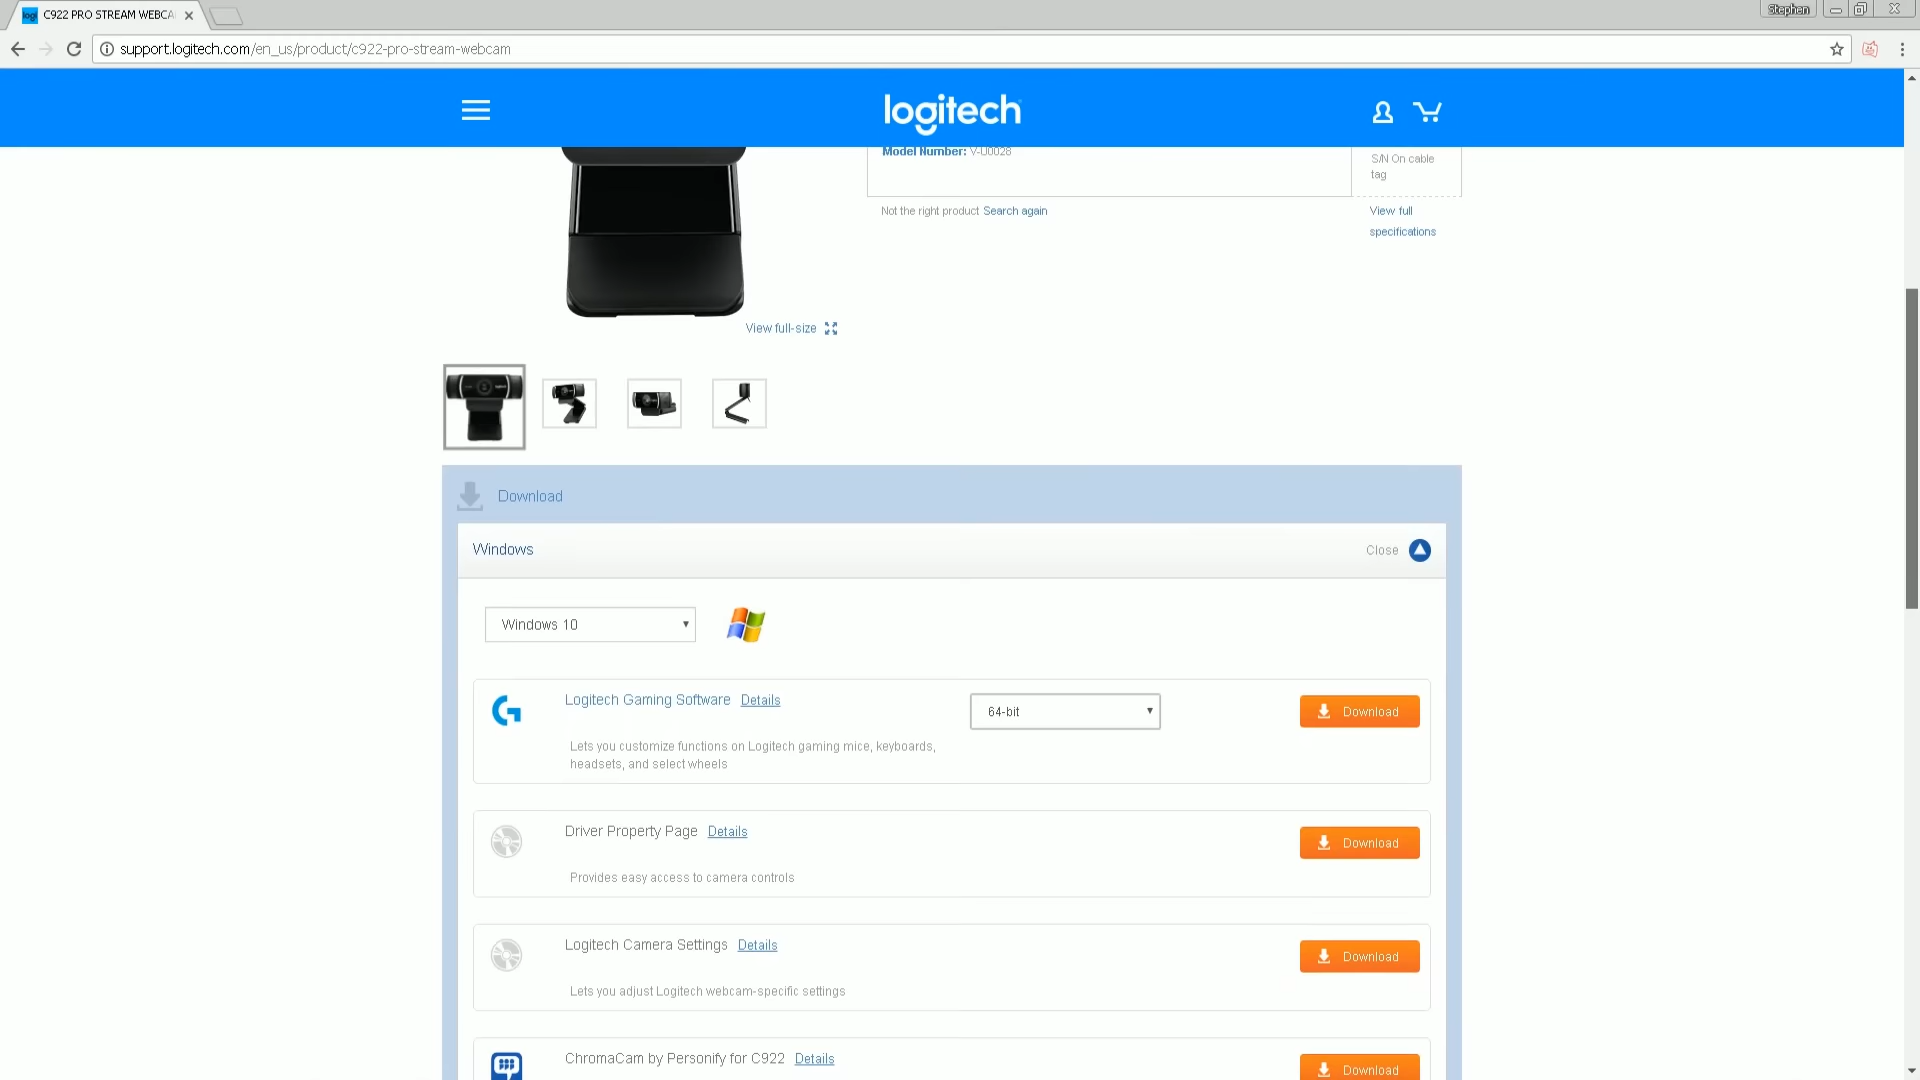 C922 PRO STREAM WEBCA
Stephen
support.logitech.com/en_us/product/c922-pro-stream-webcam
logitech
Model Number: V-U0028
S/N On cable
tag
Not the right product Search again
View full
specifications
View full-size
Download
Windows
Close
Windows 10
Logitech Gaming Software Details
64-bit
Download
Lets you customize functions on Logitech gaming mice, keyboards,
headsets, and select wheels
Driver Property Page Details
Download
Provides easy access to camera controls
Logitech Camera Settings Details
Download
Lets you adjust Logitech webcam-specific settings
ChromaCam by Personify for C922 Details
Download